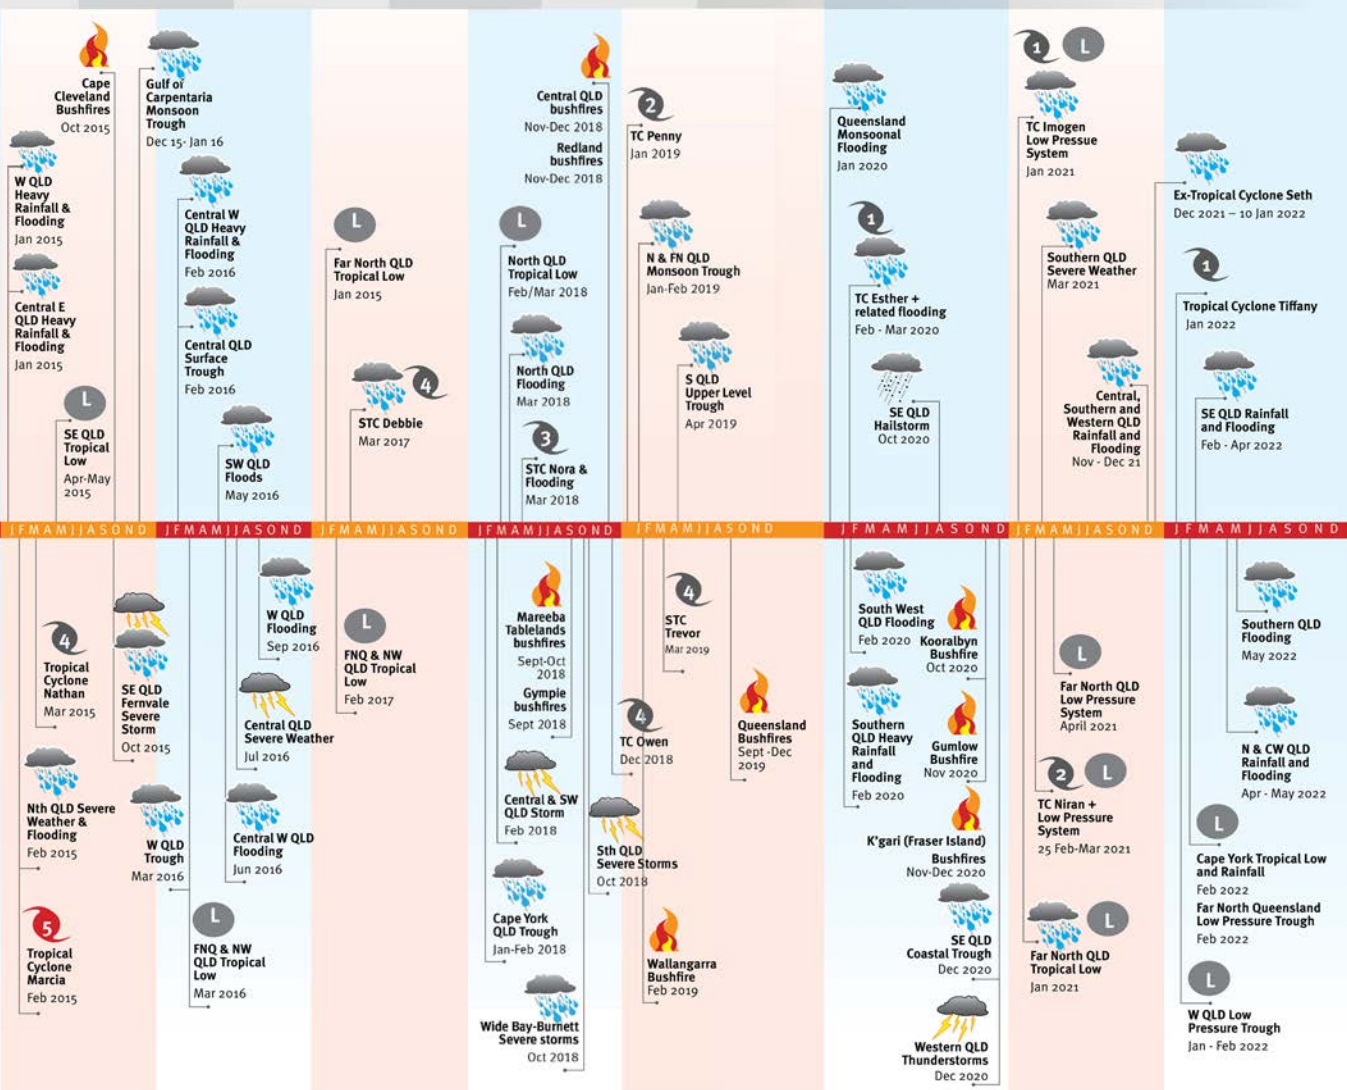 Cape
Cleveland
Bushfires
Oct 2015
W QLD
Heavy
Rainfall &
Flooding
Jan 2015
Central E
QLD Heavy
Rainfall &
Flooding
Jan 2015
L
SE QLD
Tropical
Low
Apr-May
2015
Gulf of
Carpentaria
Monsoon
Trough
Dec 15- Jan 16
Central W
QLD Heavy
Rainfall &
Flooding
Feb 2016
Central QLD
Surface
Trough
Feb 2016
SW QLD
Floods
May 2016
L
Far North QLD
Tropical Low
Jan 2015
4
STC Debbie
Mar 2017
Central QLD
bushfires
Nov-Dec 2018
Redland
bushfires
Nov-Dec 2018
L
North QLD
Tropical Low
Feb/Mar 2018
North QLD
Flooding
Mar 2018
3
STC Nora &
Flooding
Mar 2018
2
TC Penny
Jan 2019
N & FN QLD
Monsoon Trough
Jan-Feb 2019
S QLD
Upper Level
Trough
Apr 2019
Queensland
Monsoonal
Flooding
Jan 2020
1
TC Esther +
related flooding
Feb - Mar 2020
SE QLD
Hailstorm
Oct 2020
1
L
TC Imogen
Low Pressue
System
Jan 2021
Southern QLD
Severe Weather
Mar 2021
Central,
Southern and
Western QLD
Rainfall and
Flooding
Nov - Dec 21
Ex-Tropical Cyclone Seth
Dec 2021 – 10 Jan 2022
1
Tropical Cyclone Tiffany
Jan 2022
SE QLD Rainfall
and Flooding
Feb - Apr 2022
J F M A M J J A S O N D
J F M A M J J A S O N D
J F M A M J J A S O N D
J F M A M J J A S O N D
J F M A M J J A S O N D
J F M A M J J A S O N D
J F M A M J J A S O N D
J F M A M J J A S O N D
4
Tropical
Cyclone
Nathan
Mar 2015
SE QLD
Fernvale
Severe
Storm
Oct 2015
Nth QLD Severe
Weather &
Flooding
Feb 2015
5
Tropical
Cyclone
Marcia
Feb 2015
W QLD
Flooding
Sep 2016
Central QLD
Severe Weather
Jul 2016
W QLD
Trough
Mar 2016
Central W QLD
Flooding
Jun 2016
L
FNQ & NW
QLD Tropical
Low
Mar 2016
L
FNQ & NW
QLD Tropical
Low
Feb 2017
Mareeba
Tablelands
bushfires
Sept-Oct
2018
Gympie
bushfires
Sept 2018
Central & SW
QLD Storm
Feb 2018
Cape York
QLD Trough
Jan-Feb 2018
Wide Bay-Burnett
Severe storms
Oct 2018
4
TC Owen
Dec 2018
Sth QLD
Severe Storms
Oct 2018
4
STC
Trevor
Mar 2019
Queensland
Bushfires
Sept -Dec
2019
Wallangarra
Bushfire
Feb 2019
South West
QLD Flooding
Feb 2020
Southern
QLD Heavy
Rainfall
and
Flooding
Feb 2020
Kooralbyn
Bushfire
Oct 2020
Gumlow
Bushfire
Nov 2020
K'gari (Fraser Island)
Bushfires
Nov-Dec 2020
SE QLD
Coastal Trough
Dec 2020
Western QLD
Thunderstorms
Dec 2020
L
Far North QLD
Low Pressure
System
April 2021
2
L
TC Niran +
Low Pressure
System
25 Feb-Mar 2021
L
Far North QLD
Tropical Low
Jan 2021
Southern QLD
Flooding
May 2022
N & CW QLD
Rainfall and
Flooding
Apr - May 2022
L
Cape York Tropical Low
and Rainfall
Feb 2022
Far North Queensland
Low Pressure Trough
Feb 2022
L
W QLD Low
Pressure Trough
Jan - Feb 2022